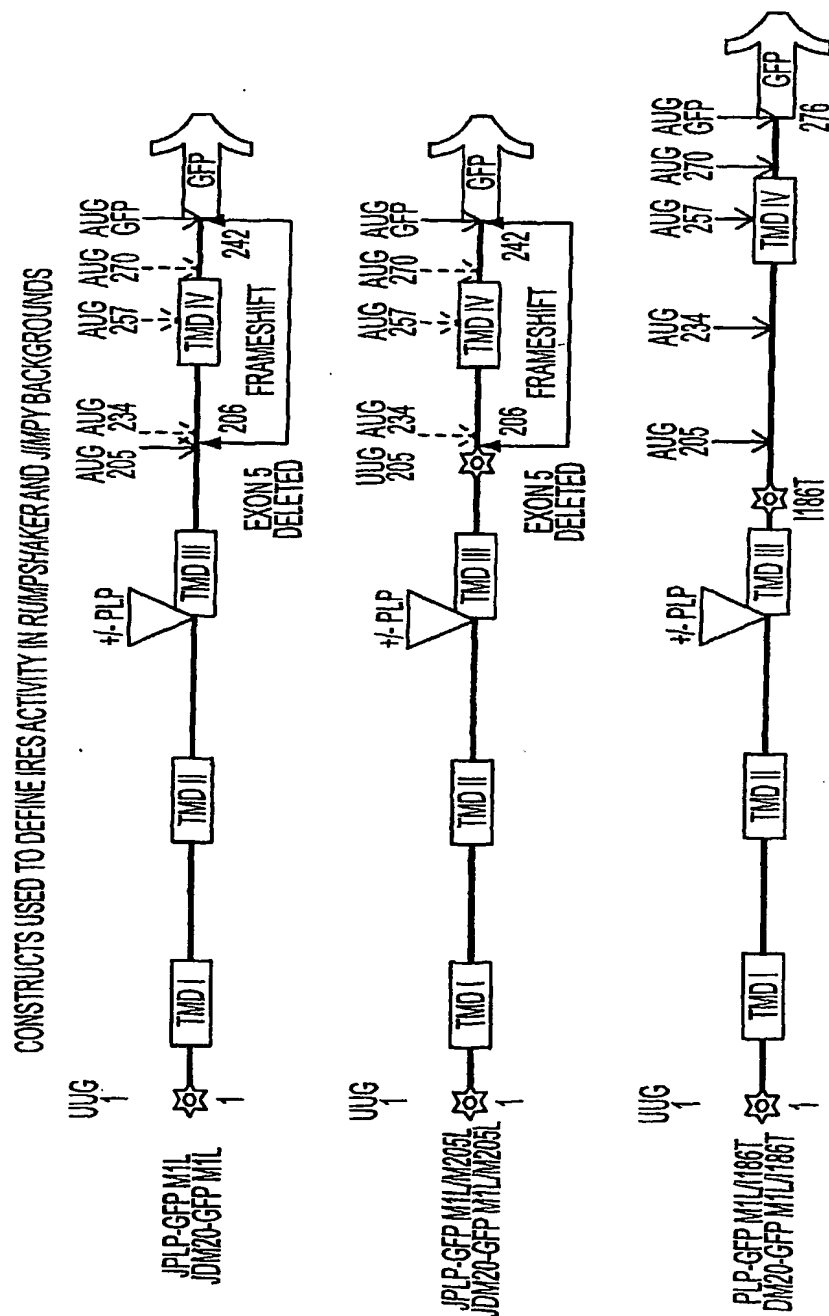 CONSTRUCTS USED TO DEFINE IRES ACTIVITY IN RUMPSHAKER AND JIMPY BACKGROUNDS
JPLP-GFP M1L
JDM20-GFP M1L
UUG
1
1
TMD I
TMD II
+/- PLP
TMD III
AUG
205
AUG
234
AUG
257
AUG
270
AUG
GFP
TMD IV
GFP
206
242
EXON 5
DELETED
FRAMESHIFT
JPLP-GFP M1L/M205L
JDM20-GFP M1L/M205L
UUG
1
1
TMD I
TMD II
+/- PLP
TMD III
UUG
205
AUG
234
AUG
257
AUG
270
AUG
GFP
TMD IV
GFP
206
242
EXON 5
DELETED
FRAMESHIFT
PLP-GFP M1L/I186T
DM20-GFP M1L/I186T
UUG
1
1
TMD I
TMD II
+/- PLP
TMD III
I186T
AUG
205
AUG
234
AUG
257
AUG
270
AUG
GFP
TMD IV
GFP
276